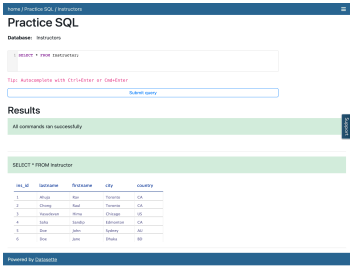 home / Practice SQL / Instructors
Practice SQL
Database: Instructors
1 SELECT * FROM Instructor;
Tip: Autocomplete with Ctrl+Enter or Cmd+Enter
Submit query
Results
All commands ran successfully
Support
SELECT * FROM Instructor
ins_id lastname firstname city country
1 Ahuja Rav Toronto CA
2 Chong Raul Toronto CA
3 Vasudevan Hima Chicago US
4 Sahu Sandip Edmonton CA
5 Doe John Sydney AU
6 Doe Jane Dhaka BD
Powered by Datasette